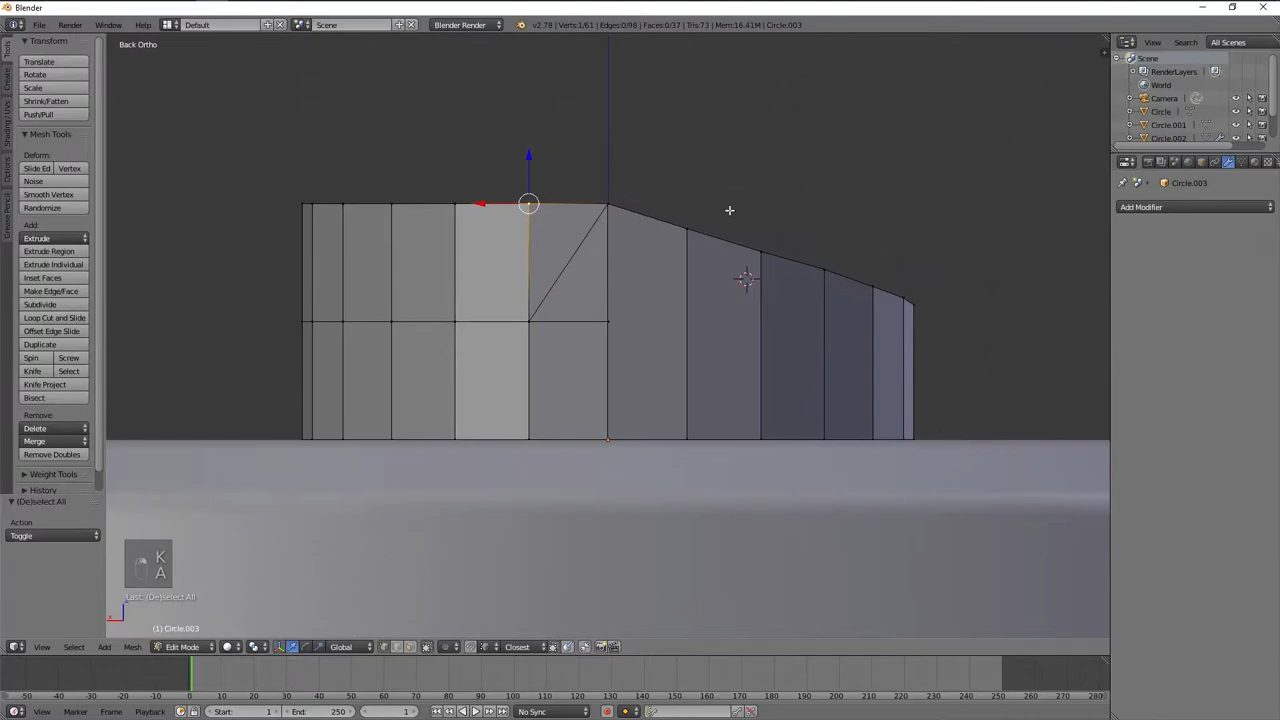 Blender
File Render Window Help Default Scene Blender Render v2.78 | Verts:1/61 | Edges:0/98 | Faces:0/37 | Tris:73 | Mem:16.41M | Circle.003
View Search All Scenes
Tools
Create
Shading / UVs
Options
Grease Pencil
Transform
Translate
Rotate
Scale
Shrink/Fatten
Push/Pull
Mesh Tools
Deform:
Slide Ed Vertex
Noise
Smooth Vertex
Randomize
Add:
Extrude
Extrude Region
Extrude Individual
Inset Faces
Make Edge/Face
Subdivide
Loop Cut and Slide
Offset Edge Slide
Duplicate
Spin Screw
Knife Select
Knife Project
Bisect
Remove:
Delete
Merge
Remove Doubles
Weight Tools
History
(De)select All
Action
Toggle
Back Ortho
K
A
Last: (De)select All
x
(1) Circle.003
Scene
RenderLayers
World
Camera
Circle
Circle.001
Circle.002
Circle.003
Add Modifier
View Select Add Mesh Edit Mode Global Closest
-50 -40 -30 -20 -10 0 10 20 30 40 50 60 70 80 90 100 110 120 130 140 150 160 170 180 190 200 210 220 230 240 250 260 270 280
View Marker Frame Playback Start: 1 End: 250 1 No Sync